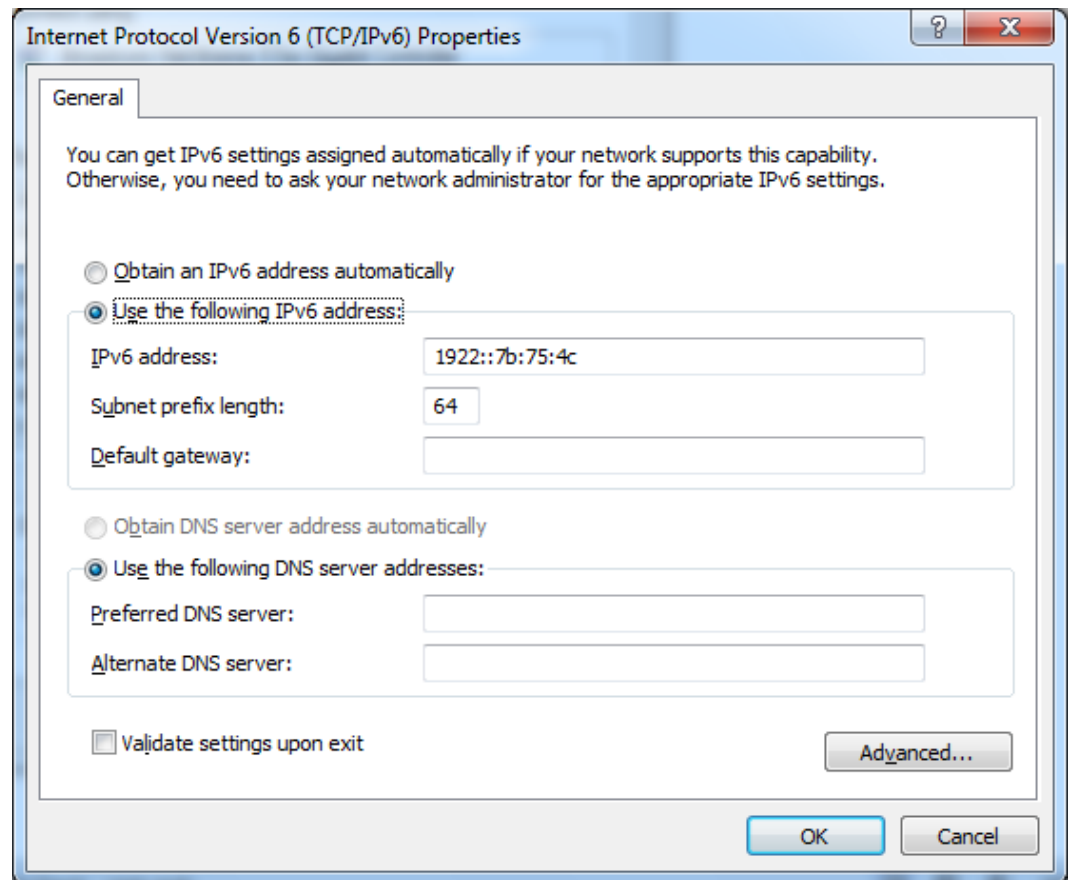 Internet Protocol Version 6 (TCP/IPv6) Properties
?
General
You can get IPv6 settings assigned automatically if your network supports this capability.
Otherwise, you need to ask your network administrator for the appropriate IPv6 settings.
Obtain an IPv6 address automatically
Use the following IPv6 address:
IPv6 address: 1922::7b:75:4c
Subnet prefix length: 64
Default gateway:
Obtain DNS server address automatically
Use the following DNS server addresses:
Preferred DNS server:
Alternate DNS server:
Validate settings upon exit
Advanced...
OK Cancel